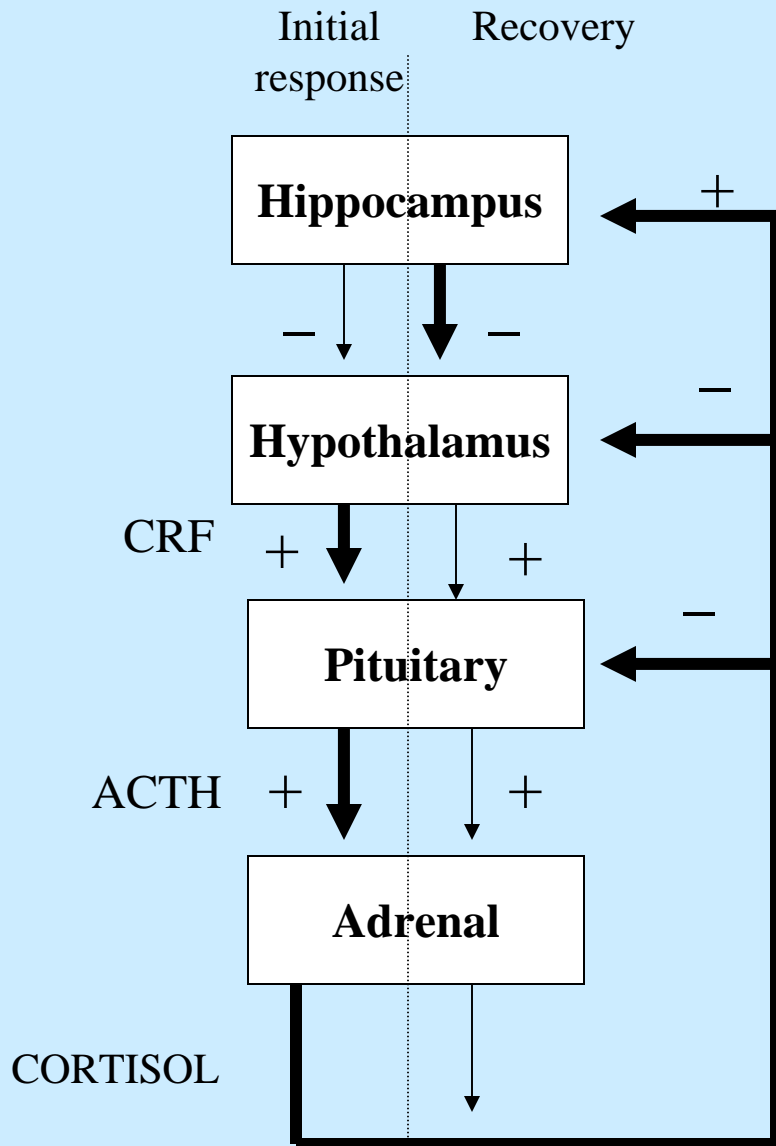 Initial
response
Recovery
Hippocampus
+
– –
–
Hypothalamus
CRF + +
–
Pituitary
ACTH + +
Adrenal
CORTISOL